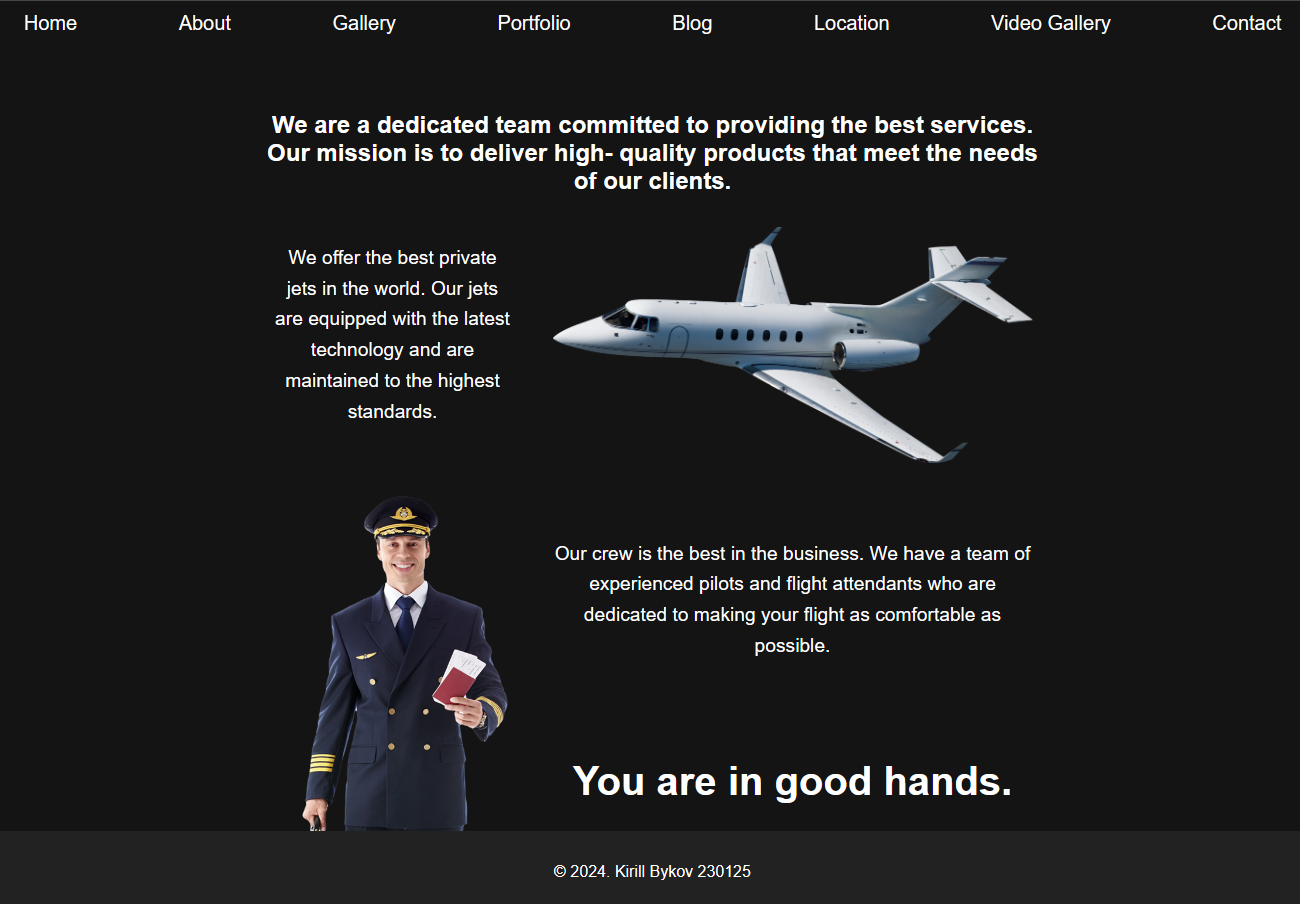 Home About Gallery Portfolio Blog Location Video Gallery Contact
We are a dedicated team committed to providing the best services.
Our mission is to deliver high- quality products that meet the needs
of our clients.
We offer the best private
jets in the world. Our jets
are equipped with the latest
technology and are
maintained to the highest
standards.
Our crew is the best in the business. We have a team of
experienced pilots and flight attendants who are
dedicated to making your flight as comfortable as
possible.
You are in good hands.
© 2024. Kirill Bykov 230125